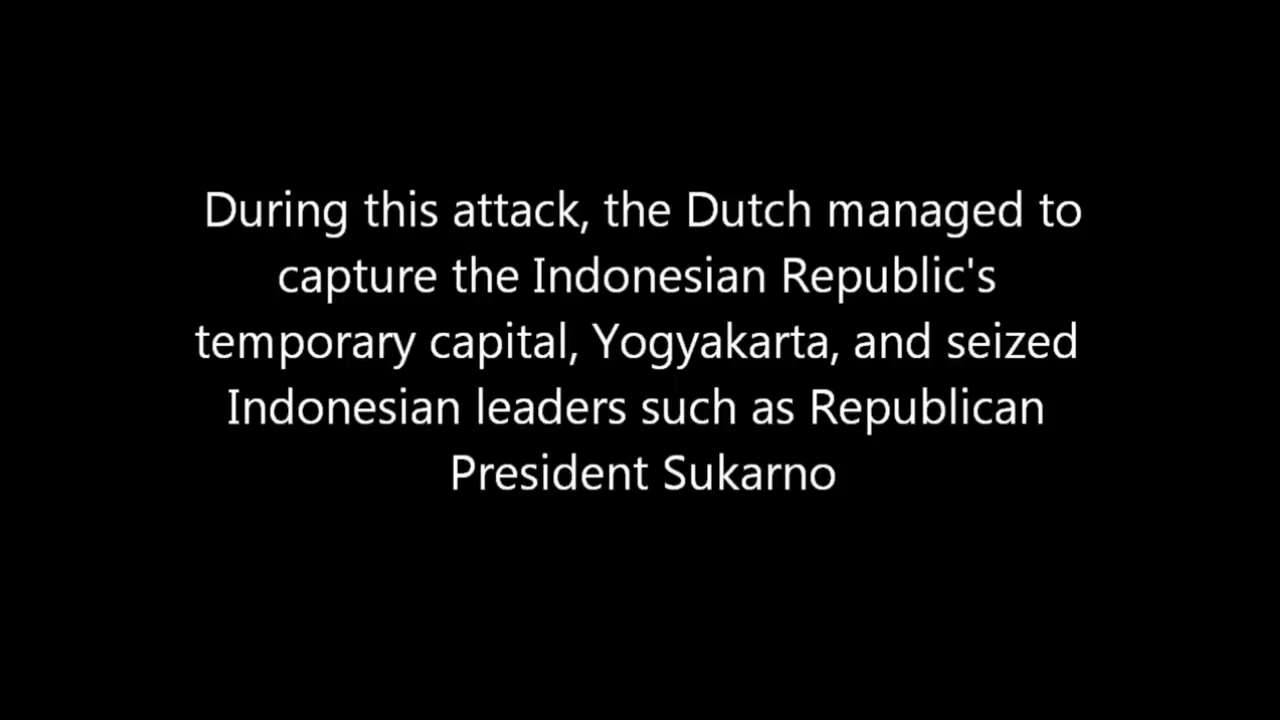 During this attack, the Dutch managed to
capture the Indonesian Republic's
temporary capital, Yogyakarta, and seized
Indonesian leaders such as Republican
President Sukarno